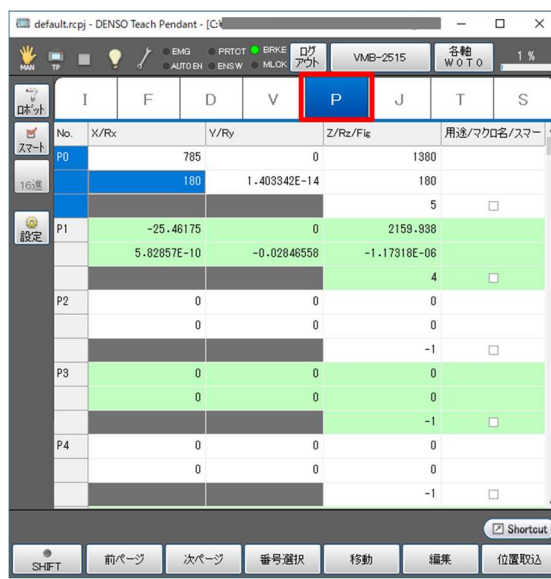 default.rcpj - DENSO Teach Pendant - [C:\
MAN TP EMG AUTO EN PRTCT ENSW BRKE MLCK ログアウト VMB-2515 各軸 W0T0 1 %
ロボット I F D V P J T S
スマート No. X/Rx Y/Ry Z/Rz/Fig 用途/マクロ名/スマー
P0 785 0 1380
16進 180 1.403342E-14 180
5
設定 P1 -25.46175 0 2159.938
5.82857E-10 -0.02846558 -1.17318E-06
4
P2 0 0 0
0 0 0
-1
P3 0 0 0
0 0 0
-1
P4 0 0 0
0 0 0
-1
Shortcut
SHIFT 前ページ 次ページ 番号選択 移動 編集 位置取込